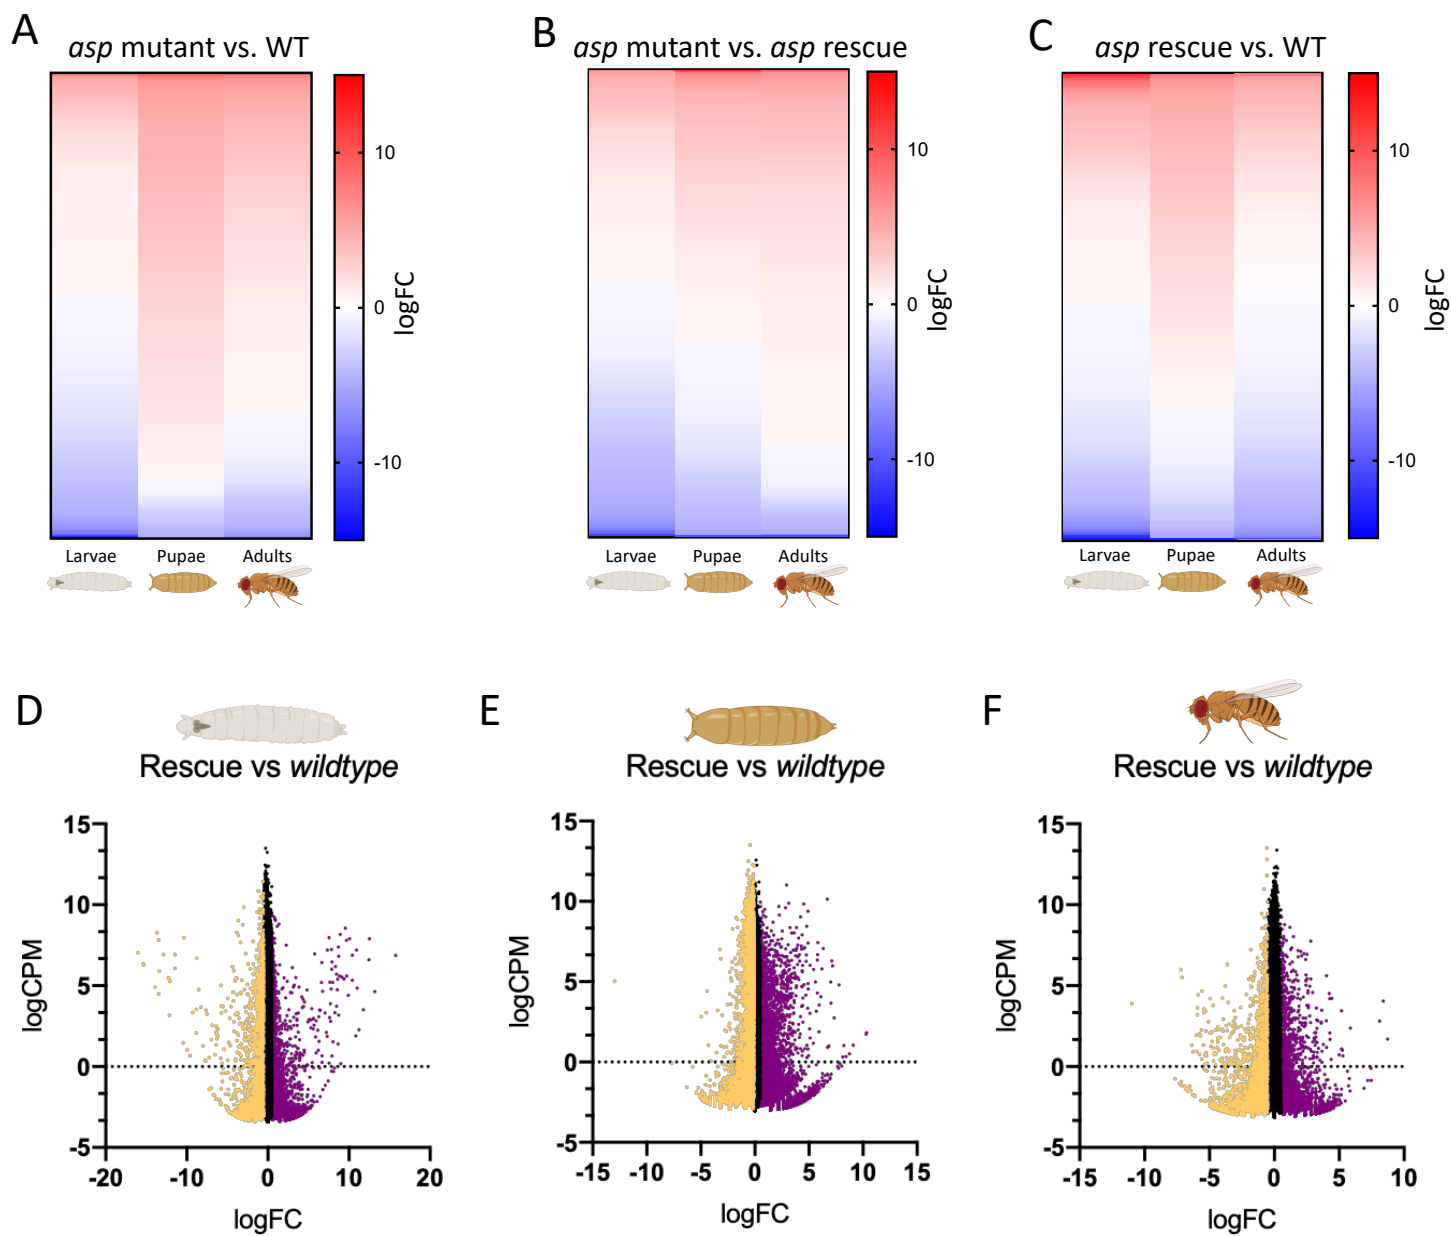 A
asp mutant vs. WT
10
0
-10
logFC
Larvae Pupae Adults
B
asp mutant vs. asp rescue
10
0
-10
logFC
Larvae Pupae Adults
C
asp rescue vs. WT
10
0
-10
logFC
Larvae Pupae Adults
D
Rescue vs wildtype
15
10
5
0
-5
logCPM
-20 -10 0 10 20
logFC
E
Rescue vs wildtype
15
10
5
0
-5
logCPM
-15 -10 -5 0 5 10 15
logFC
F
Rescue vs wildtype
15
10
5
0
-5
logCPM
-15 -10 -5 0 5 10
logFC